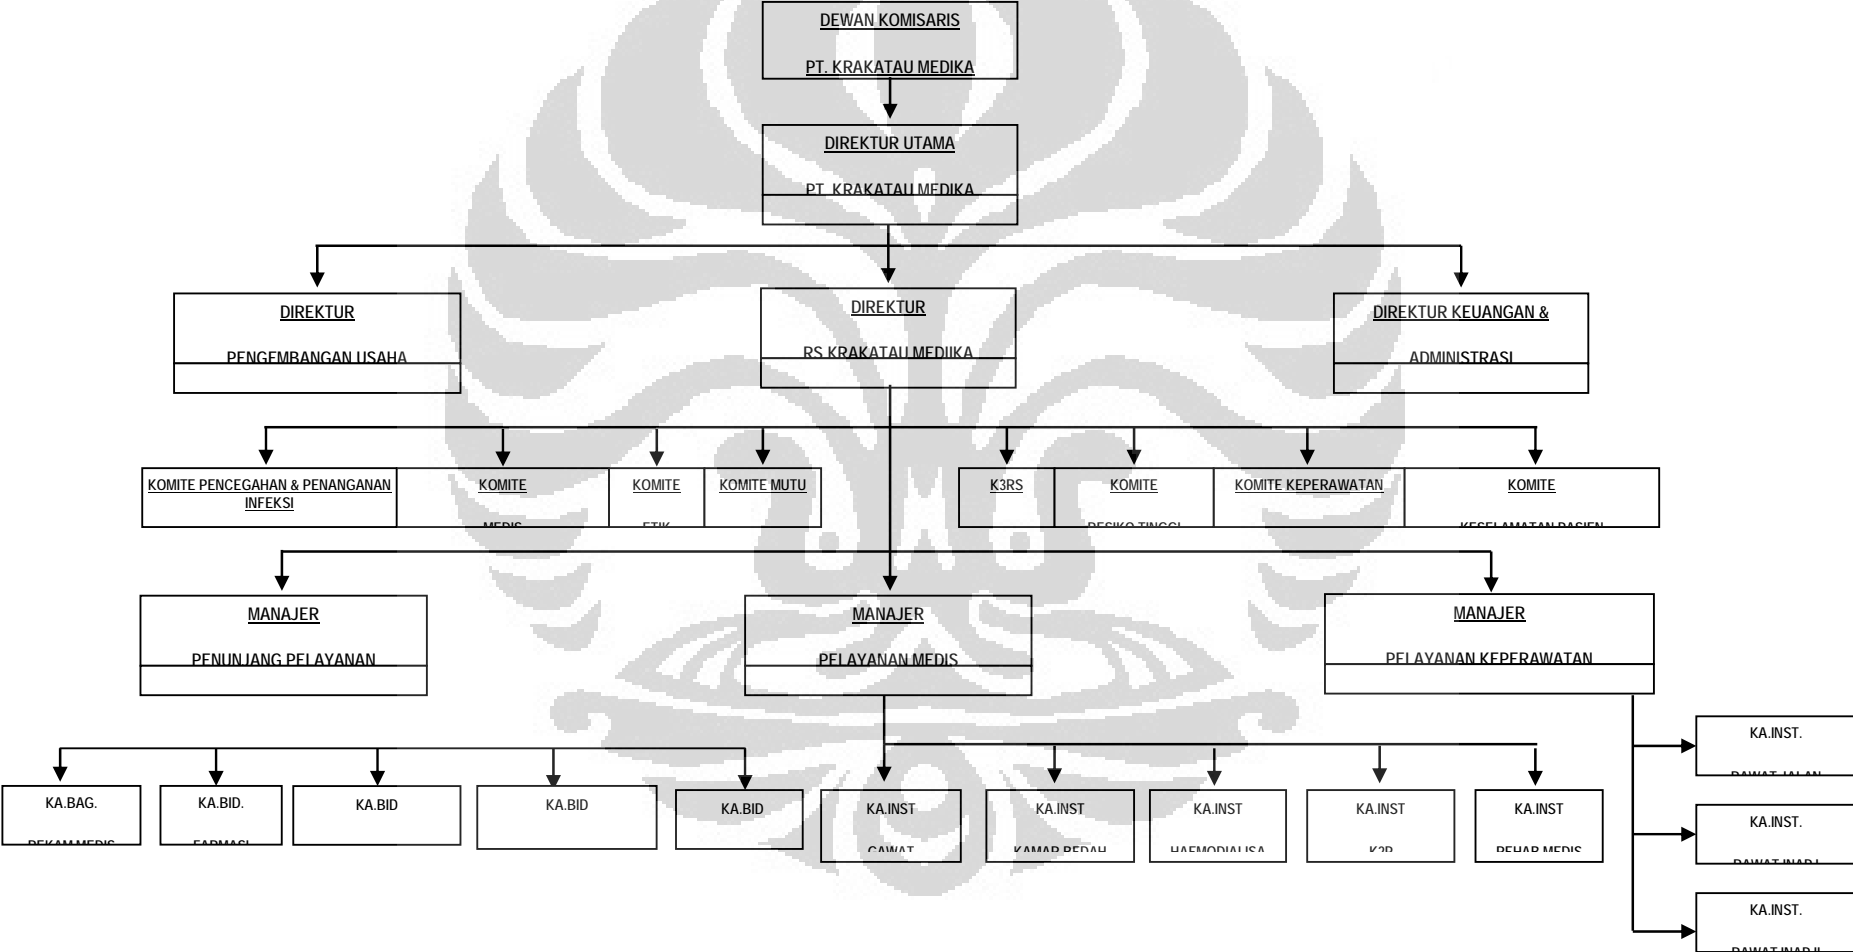 DEWAN KOMISARIS
PT. KRAKATAU MEDIKA
DIREKTUR UTAMA
PT. KRAKATAU MEDIKA
DIREKTUR
PENGEMBANGAN USAHA
DIREKTUR
RS KRAKATAU MEDIIKA
DIREKTUR KEUANGAN &
ADMINISTRASI
KOMITE PENCEGAHAN & PENANGANAN
INFEKSI
KOMITE
MEDIS
KOMITE
ETIK
KOMITE MUTU
K3RS
KOMITE
RESIKO TINGGI
KOMITE KEPERAWATAN
KOMITE
KESELAMATAN PASIEN
MANAJER
PENUNJANG PELAYANAN
MANAJER
PELAYANAN MEDIS
MANAJER
PELAYANAN KEPERAWATAN
KA.BAG.
REKAM MEDIS
KA.BID.
FARMASI
KA.BID
KA.BID
KA.BID
KA.INST
GAWAT
KA.INST
KAMAR BEDAH
KA.INST
HAEMODIALISA
KA.INST
KA.INST
REHAB MEDIS
KA.INST.
RAWAT JALAN
KA.INST.
RAWAT INAP I
KA.INST.
RAWAT INAP II